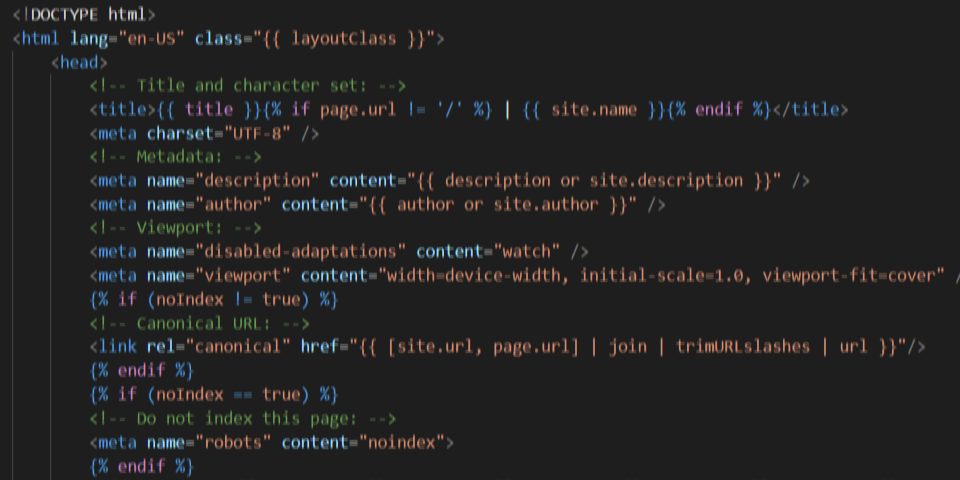 <!DOCTYPE html>
<html lang="en-US" class="{{ layoutClass }}">
<head>
<!-- Title and character set: -->
<title>{{ title }}{% if page.url != '/' %} | {{ site.name }}{% endif %}</title>
<meta charset="UTF-8" />
<!-- Metadata: -->
<meta name="description" content="{{ description or site.description }}" />
<meta name="author" content="{{ author or site.author }}" />
<!-- Viewport: -->
<meta name="disabled-adaptations" content="watch" />
<meta name="viewport" content="width=device-width, initial-scale=1.0, viewport-fit=cover" /
{% if (noIndex != true) %}
<!-- Canonical URL: -->
<link rel="canonical" href="{{ [site.url, page.url] | join | trimURLslashes | url }}"/>
{% endif %}
{% if (noIndex == true) %}
<!-- Do not index this page: -->
<meta name="robots" content="noindex">
{% endif %}